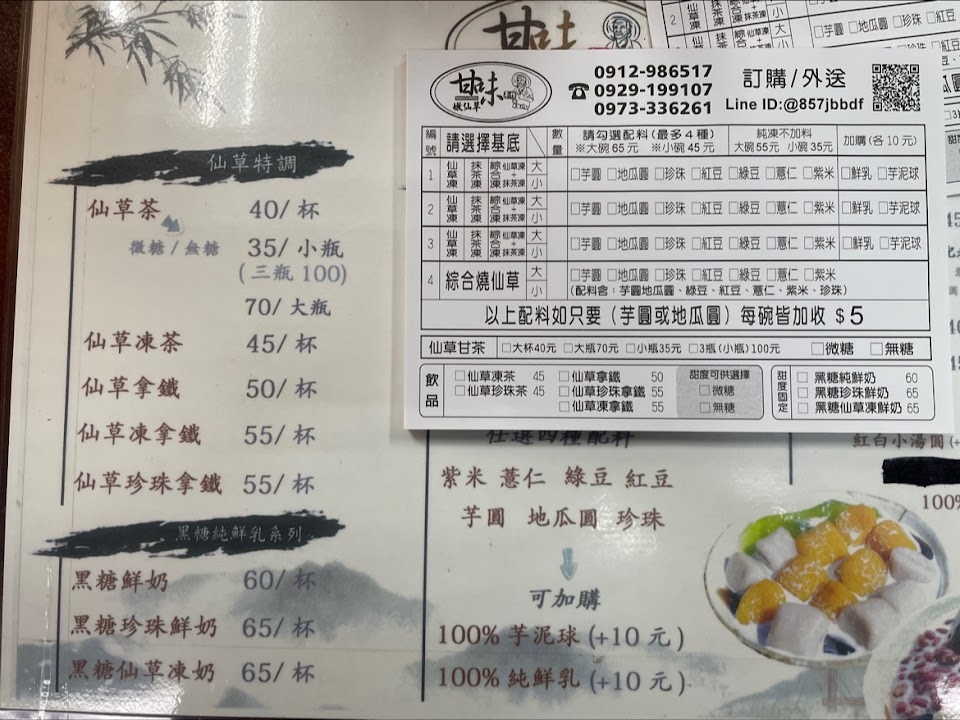 仙草特調
仙草茶 40/杯
微糖/無糖 35/小瓶
(三瓶100)
70/大瓶
仙草凍茶 45/杯
仙草拿鐵 50/杯
仙草凍拿鐵 55/杯
仙草珍珠拿鐵 55/杯
黑糖純鮮乳系列
黑糖鮮奶 60/杯
黑糖珍珠鮮奶 65/杯
黑糖仙草凍奶 65/杯
甘味
嫩仙草
☎0912-986517
0929-199107
0973-336261
訂購/外送
Line ID:@857jbbdf
編號 請選擇基底 數量 請勾選配料(最多4種) ※大碗65元 ※小碗45元 純凍不加料 大碗55元 小碗35元 加購(各10元)
1 仙草凍 抹茶凍 綜合 仙草凍+抹茶凍 大 小 □芋圓 □地瓜圓 □珍珠 □紅豆 □綠豆 □薏仁 □紫米 □鮮乳 □芋泥球
2 仙草凍 抹茶凍 綜合 仙草凍+抹茶凍 大 小 □芋圓 □地瓜圓 □珍珠 □紅豆 □綠豆 □薏仁 □紫米 □鮮乳 □芋泥球
3 仙草凍 抹茶凍 綜合 仙草凍+抹茶凍 大 小 □芋圓 □地瓜圓 □珍珠 □紅豆 □綠豆 □薏仁 □紫米 □鮮乳 □芋泥球
4 綜合燒仙草 大 小 □芋圓 □地瓜圓 □珍珠 □紅豆 □綠豆 □薏仁 □紫米
(配料含：芋圓地瓜圓、綠豆、紅豆、薏仁、紫米、珍珠)
以上配料如只要(芋圓或地瓜圓)每碗皆加收 $5
仙草甘茶 □大杯40元 □大瓶70元 □小瓶35元 □3瓶(小瓶)100元 □微糖 □無糖
飲品 □仙草凍茶 45 □仙草拿鐵 50 甜度可供選擇 甜度固定 □黑糖純鮮奶 60
□仙草珍珠茶 45 □仙草珍珠拿鐵 55 □微糖 □黑糖珍珠鮮奶 65
□仙草凍拿鐵 55 □無糖 □黑糖仙草凍鮮奶 65
任選四種配料
紫米 薏仁 綠豆 紅豆
芋圓 地瓜圓 珍珠
可加購
100% 芋泥球 (+10元)
100% 純鮮乳 (+10元)
紅白小湯圓(+
100%